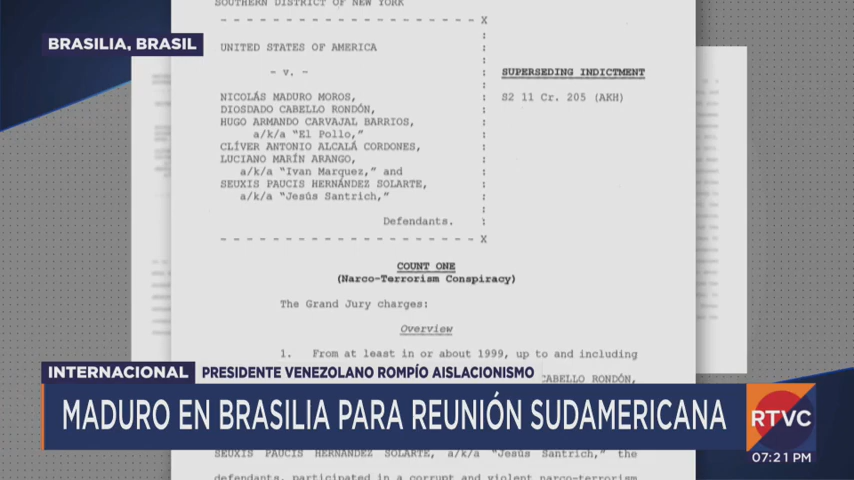 SOUTHERN DISTRICT OF NEW YORK
- - - - - - - - - - - - - - - - - - - X
BRASILIA, BRASIL
UNITED STATES OF AMERICA
- v. -
SUPERSEDING INDICTMENT
NICOLÁS MADURO MOROS,
S2 11 Cr. 205 (AKH)
DIOSDADO CABELLO RONDÓN,
HUGO ARMANDO CARVAJAL BARRIOS,
a/k/a “El Pollo,”
CLÍVER ANTONIO ALCALÁ CORDONES,
LUCIANO MARÍN ARANGO,
a/k/a “Ivan Marquez,” and
SEUXIS PAUCIS HERNÁNDEZ SOLARTE,
a/k/a “Jesús Santrich,”
Defendants.
- - - - - - - - - - - - - - - - - - - X
COUNT ONE
(Narco-Terrorism Conspiracy)
The Grand Jury charges:
Overview
1. From at least in or about 1999, up to and including
INTERNACIONAL
PRESIDENTE VENEZOLANO ROMPÍO AISLACIONISMO
CABELLO RONDÓN,
MADURO EN BRASILIA PARA REUNIÓN SUDAMERICANA
RTVC
SEUXIS PAUCIS HERNÁNDEZ SOLARTE, a/k/a “Jesús Santrich,” the
07:21 PM
defendants, participated in a corrupt and violent narco-terrorism